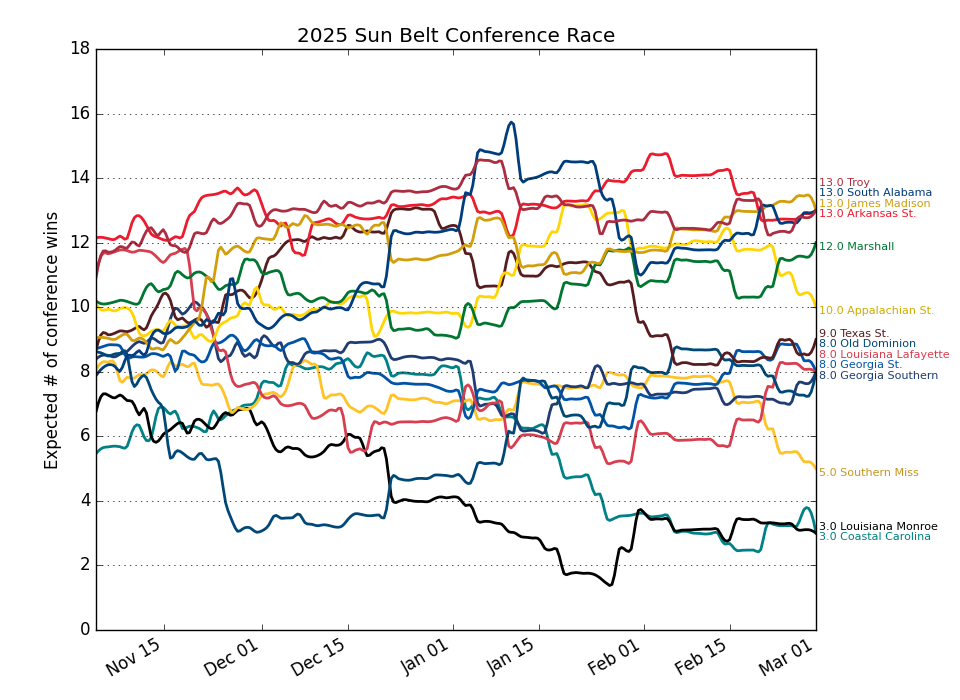 2025 Sun Belt Conference Race
Expected # of conference wins
18
16
14
12
10
8
6
4
2
0
Nov 15
Dec 01
Dec 15
Jan 01
Jan 15
Feb 01
Feb 15
Mar 01
13.0 Troy
13.0 South Alabama
13.0 James Madison
13.0 Arkansas St.
12.0 Marshall
10.0 Appalachian St.
9.0 Texas St.
8.0 Old Dominion
8.0 Louisiana Lafayette
8.0 Georgia St.
8.0 Georgia Southern
5.0 Southern Miss
3.0 Louisiana Monroe
3.0 Coastal Carolina